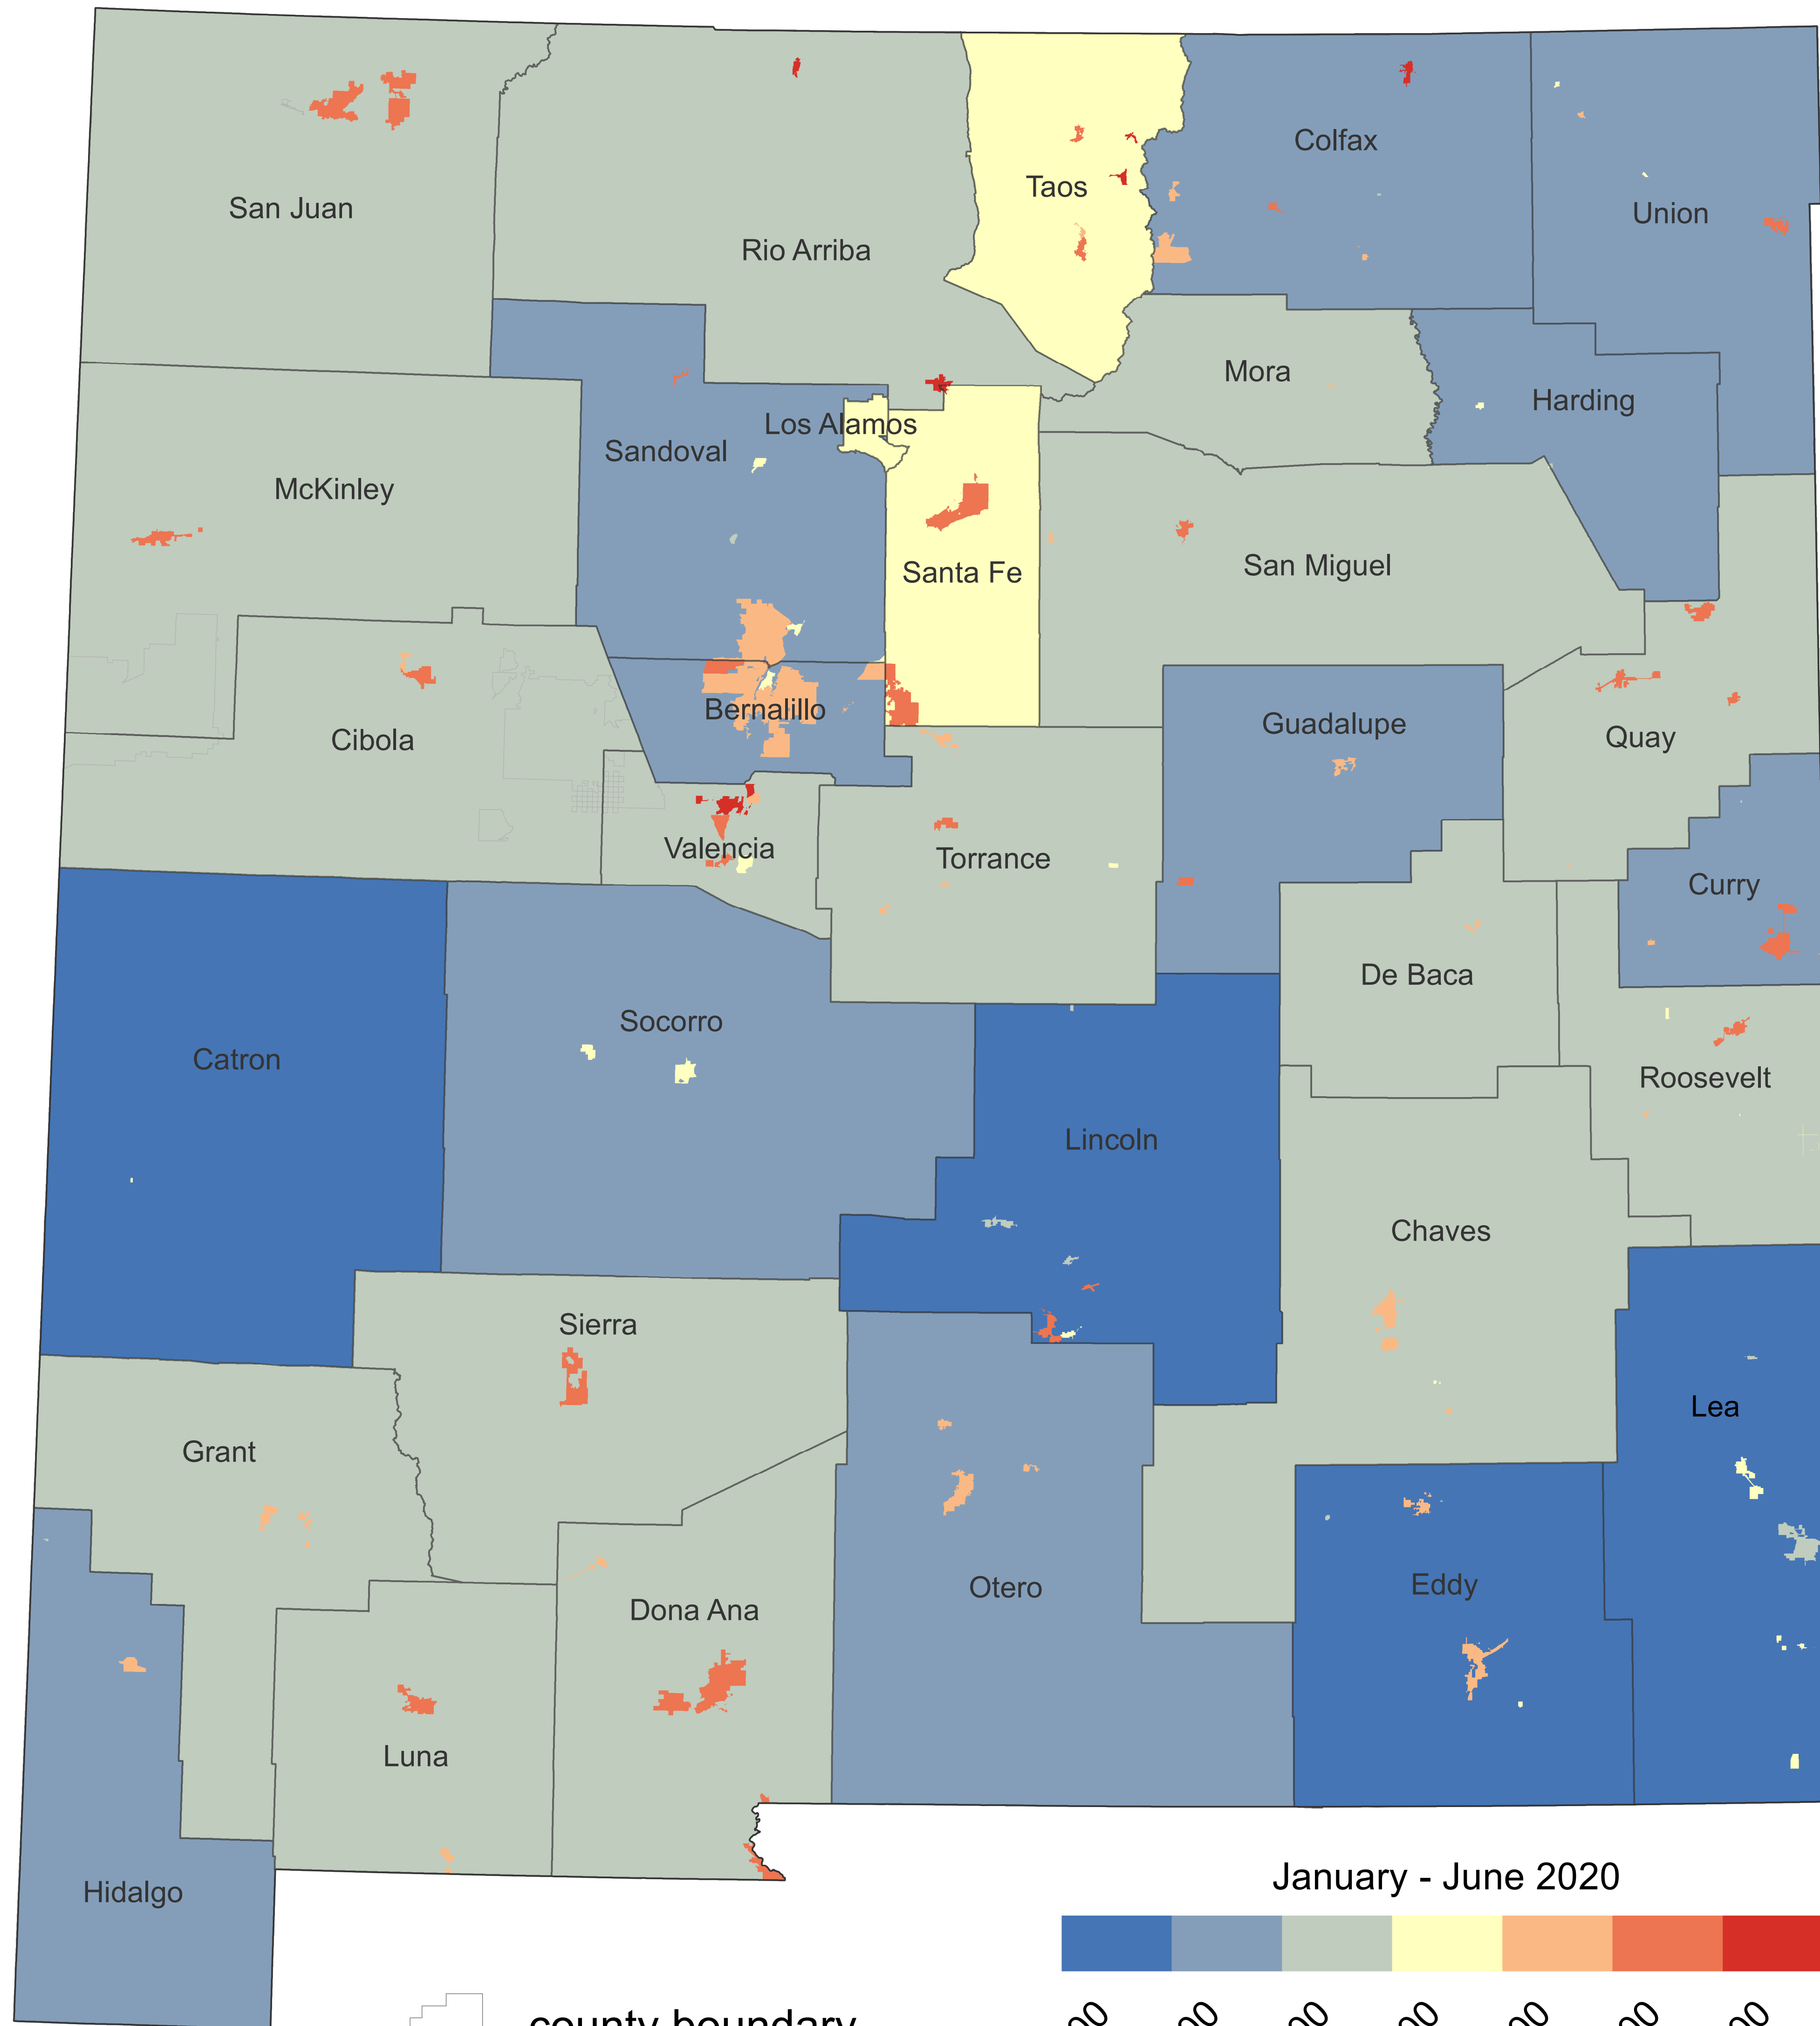 Colfax
Taos
San Juan
Union
Rio Arriba
Mora
Harding
Los Alamos
Sandoval
McKinley
San Miguel
Santa Fe
Bernalillo
Guadalupe
Quay
Cibola
Valencia
Torrance
Curry
De Baca
Socorro
Catron
Roosevelt
Lincoln
Chaves
Sierra
Lea
Grant
Eddy
Otero
Dona Ana
Luna
January - June 2020
Hidalgo
county boundary